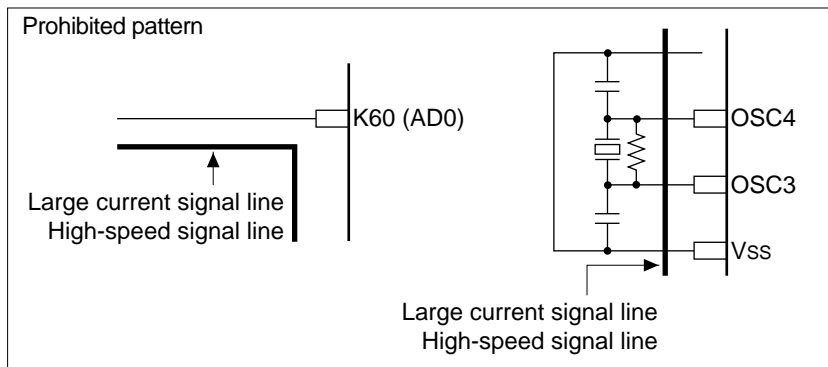 Prohibited pattern
K60 (AD0)
Large current signal line
High-speed signal line
OSC4
OSC3
VSS
Large current signal line
High-speed signal line